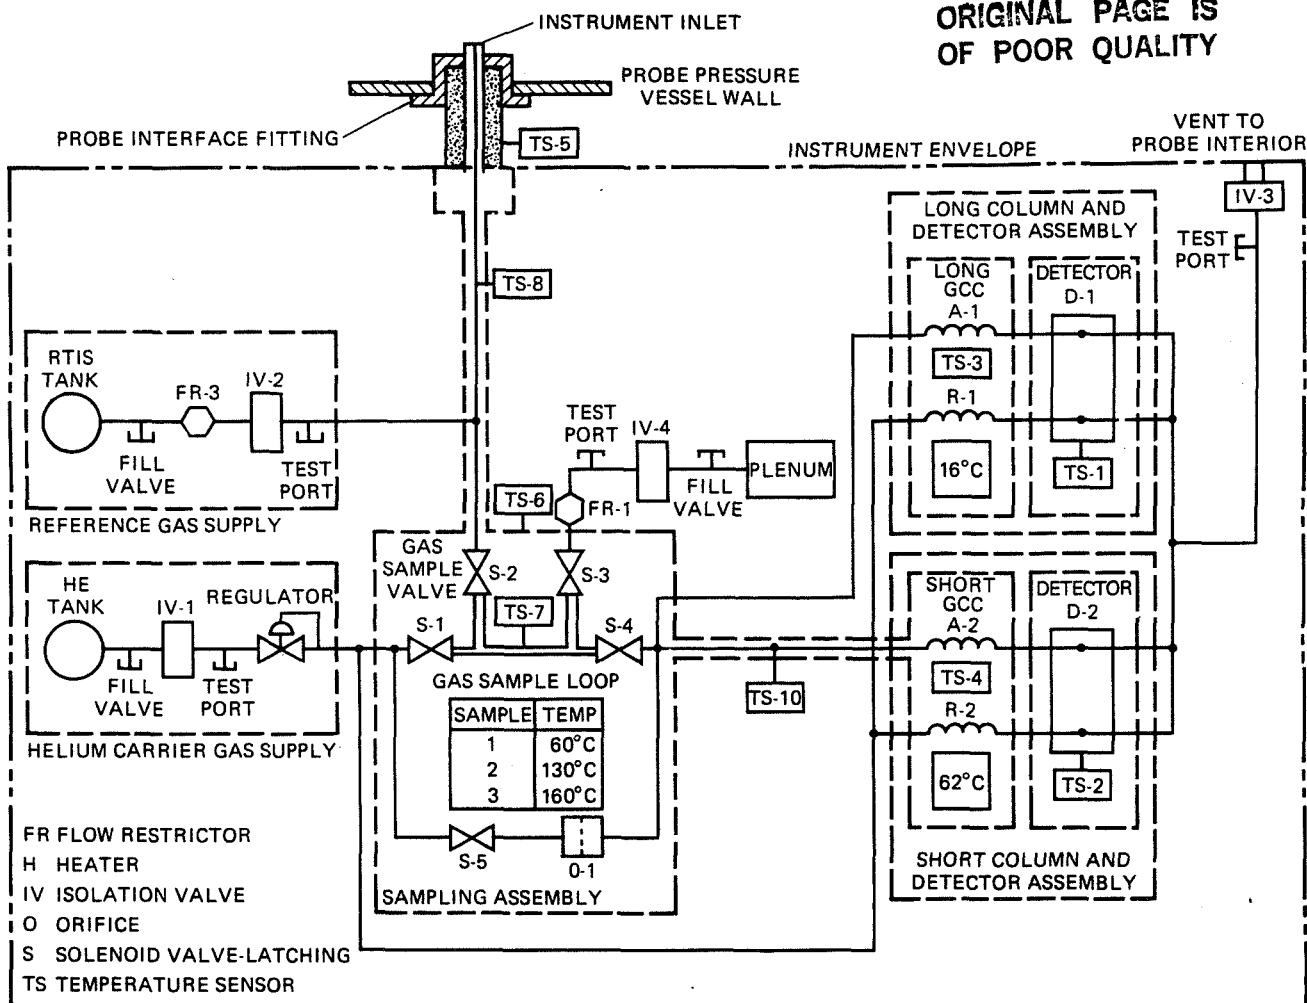 ORIGINAL PAGE IS
OF POOR QUALITY
INSTRUMENT INLET
PROBE PRESSURE
VESSEL WALL
PROBE INTERFACE FITTING
TS-5
INSTRUMENT ENVELOPE
VENT TO
PROBE INTERIOR
IV-3
TEST
PORT
LONG COLUMN AND
DETECTOR ASSEMBLY
LONG
GCC
A-1
TS-3
R-1
16°C
DETECTOR
D-1
TS-1
TS-8
RTIS
TANK
FR-3
IV-2
FILL
VALVE
TEST
PORT
REFERENCE GAS SUPPLY
TEST
PORT
IV-4
FILL
VALVE
PLENUM
TS-6
FR-1
GAS
SAMPLE
VALVE
S-2
S-3
TS-7
S-1
S-4
GAS SAMPLE LOOP
SAMPLE TEMP
1 60°C
2 130°C
3 160°C
S-5
0-1
SAMPLING ASSEMBLY
HE
TANK
IV-1
REGULATOR
FILL
VALVE
TEST
PORT
HELIUM CARRIER GAS SUPPLY
TS-10
SHORT
GCC
A-2
TS-4
R-2
62°C
DETECTOR
D-2
TS-2
SHORT COLUMN AND
DETECTOR ASSEMBLY
FR FLOW RESTRICTOR
H HEATER
IV ISOLATION VALVE
O ORIFICE
S SOLENOID VALVE-LATCHING
TS TEMPERATURE SENSOR